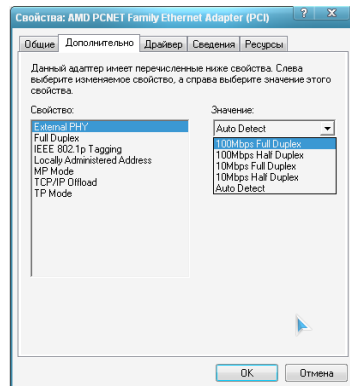 Свойства: AMD PCNET Family Ethernet Adapter (PCI)
Общие Дополнительно Драйвер Сведения Ресурсы
Данный адаптер имеет перечисленные ниже свойства. Слева
выберите изменяемое свойство, а справа выберите значение этого
свойства.
Свойство:
Значение:
External PHY
Full Duplex
IEEE 802.1p Tagging
Locally Administered Address
MP Mode
TCP/IP Offload
TP Mode
Auto Detect
100Mbps Full Duplex
100Mbps Half Duplex
10Mbps Full Duplex
10Mbps Half Duplex
Auto Detect
OK Отмена